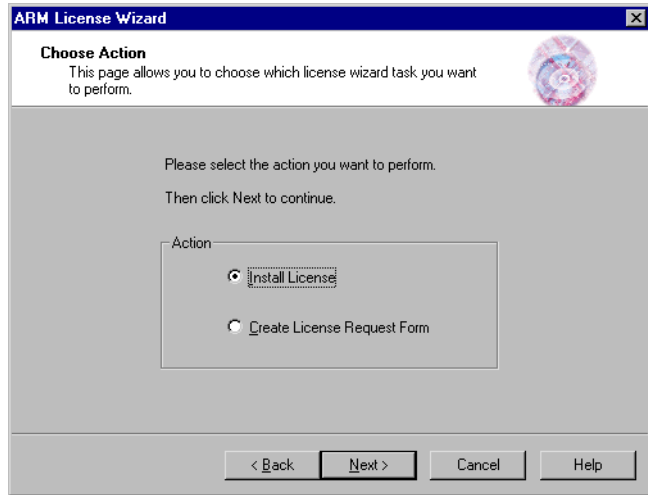 ARM License Wizard
Choose Action
This page allows you to choose which license wizard task you want
to perform.
Please select the action you want to perform.
Then click Next to continue.
Action
Install License
Create License Request Form
< Back
Next >
Cancel
Help